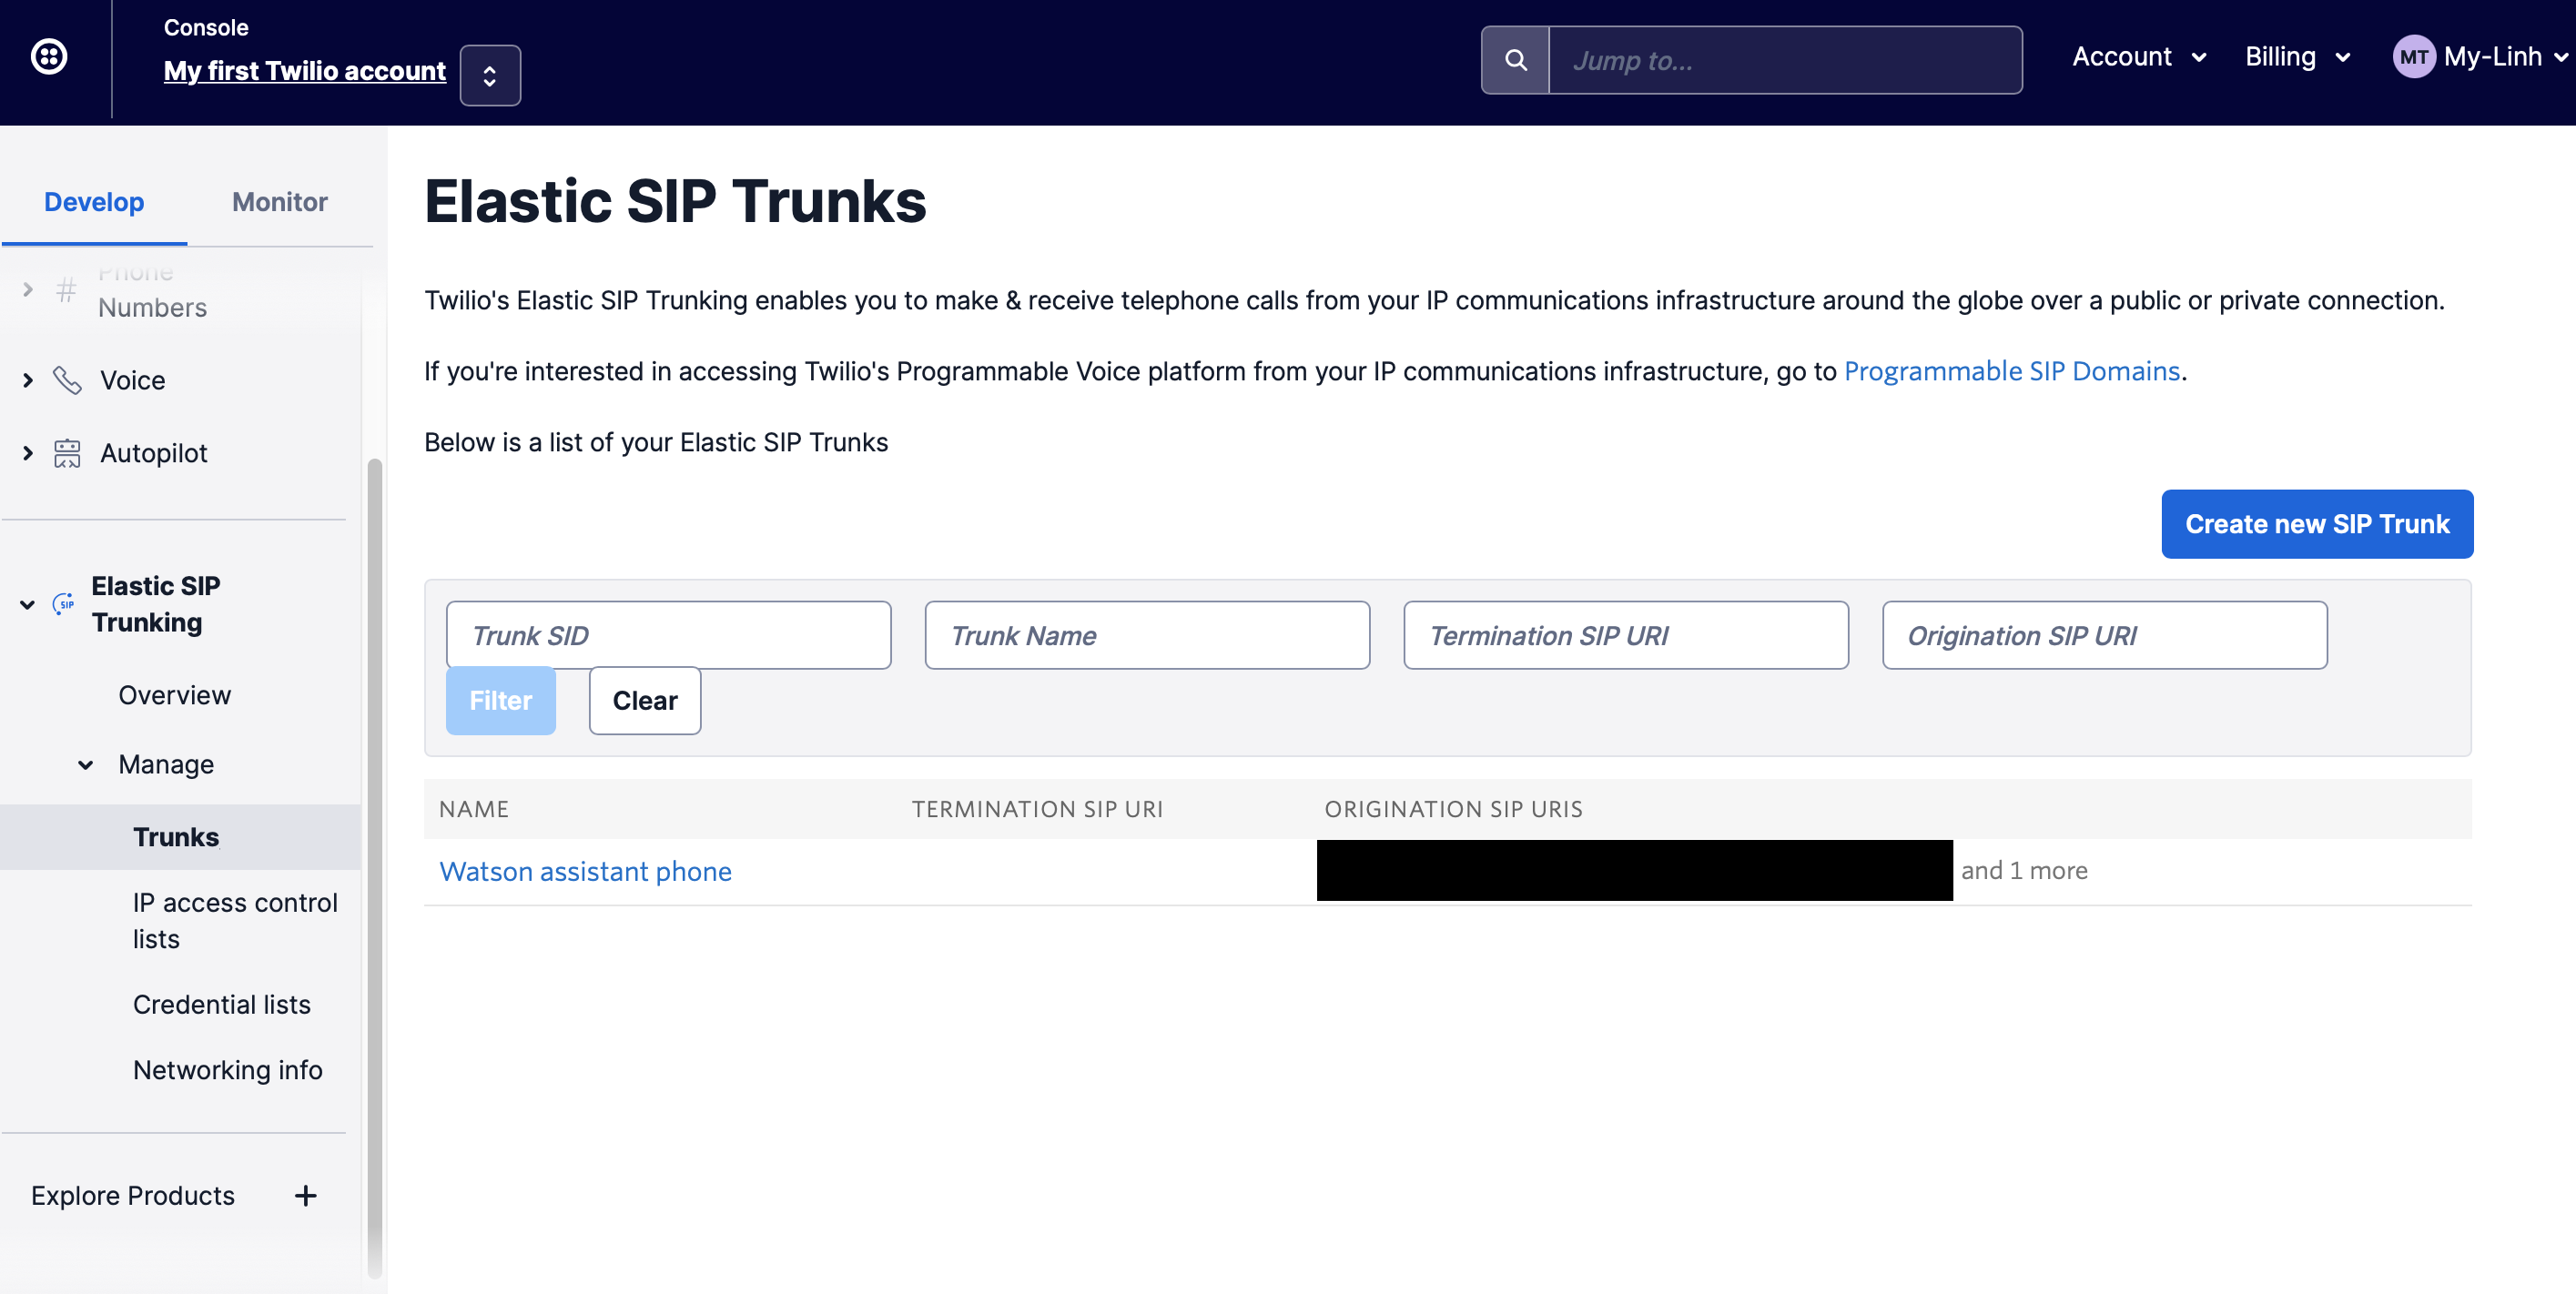 Console
My first Twilio account
Jump to...
Account
Billing
MT My-Linh
Develop
Monitor
Phone
Numbers
Voice
Autopilot
Elastic SIP
Trunking
Overview
Manage
Trunks
IP access control
lists
Credential lists
Networking info
Explore Products
Elastic SIP Trunks
Twilio's Elastic SIP Trunking enables you to make & receive telephone calls from your IP communications infrastructure around the globe over a public or private connection.
If you're interested in accessing Twilio's Programmable Voice platform from your IP communications infrastructure, go to Programmable SIP Domains.
Below is a list of your Elastic SIP Trunks
Create new SIP Trunk
Trunk SID
Trunk Name
Termination SIP URI
Origination SIP URI
Filter
Clear
NAME
TERMINATION SIP URI
ORIGINATION SIP URIS
Watson assistant phone
and 1 more